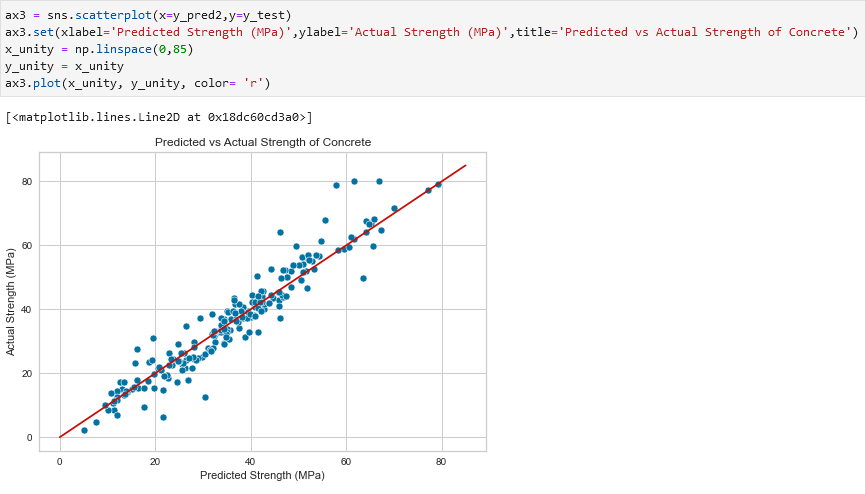 ax3 = sns.scatterplot(x=y_pred2,y=y_test)
ax3.set(xlabel='Predicted Strength (MPa)',ylabel='Actual Strength (MPa)',title='Predicted vs Actual Strength of Concrete')
x_unity = np.linspace(0,85)
y_unity = x_unity
ax3.plot(x_unity, y_unity, color= 'r')
[<matplotlib.lines.Line2D at 0x18dc60cd3a0>]
Predicted vs Actual Strength of Concrete
Actual Strength (MPa)
80
60
40
20
0
0 20 40 60 80
Predicted Strength (MPa)